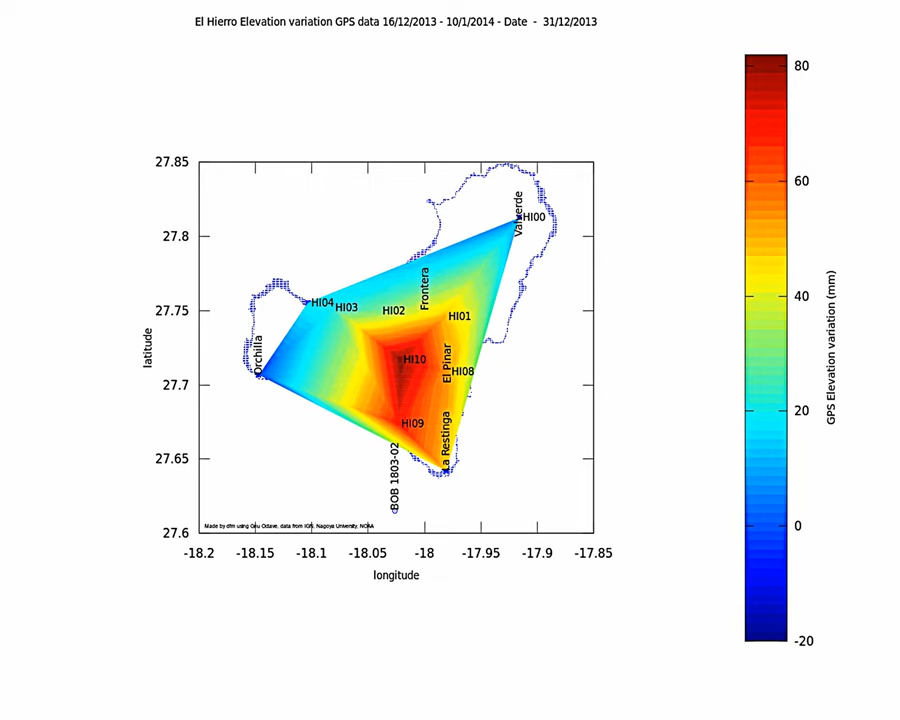 El Hierro Elevation variation GPS data 16/12/2013 - 10/1/2014 - Date - 31/12/2013
80
60
40
20
0
-20
GPS Elevation variation (mm)
27.85
27.8
27.75
27.7
27.65
27.6
latitude
-18.2
-18.15
-18.1
-18.05
-18
-17.95
-17.9
-17.85
longitude
Valverde
HI00
Frontera
HI04
HI03
HI02
HI01
Orchilla
HI10
El Pinar
HI08
HI09
La Restinga
BOB 1803-02
Made by dfm using Gnu Octave, data from IGN, Nagoya University, NOAA